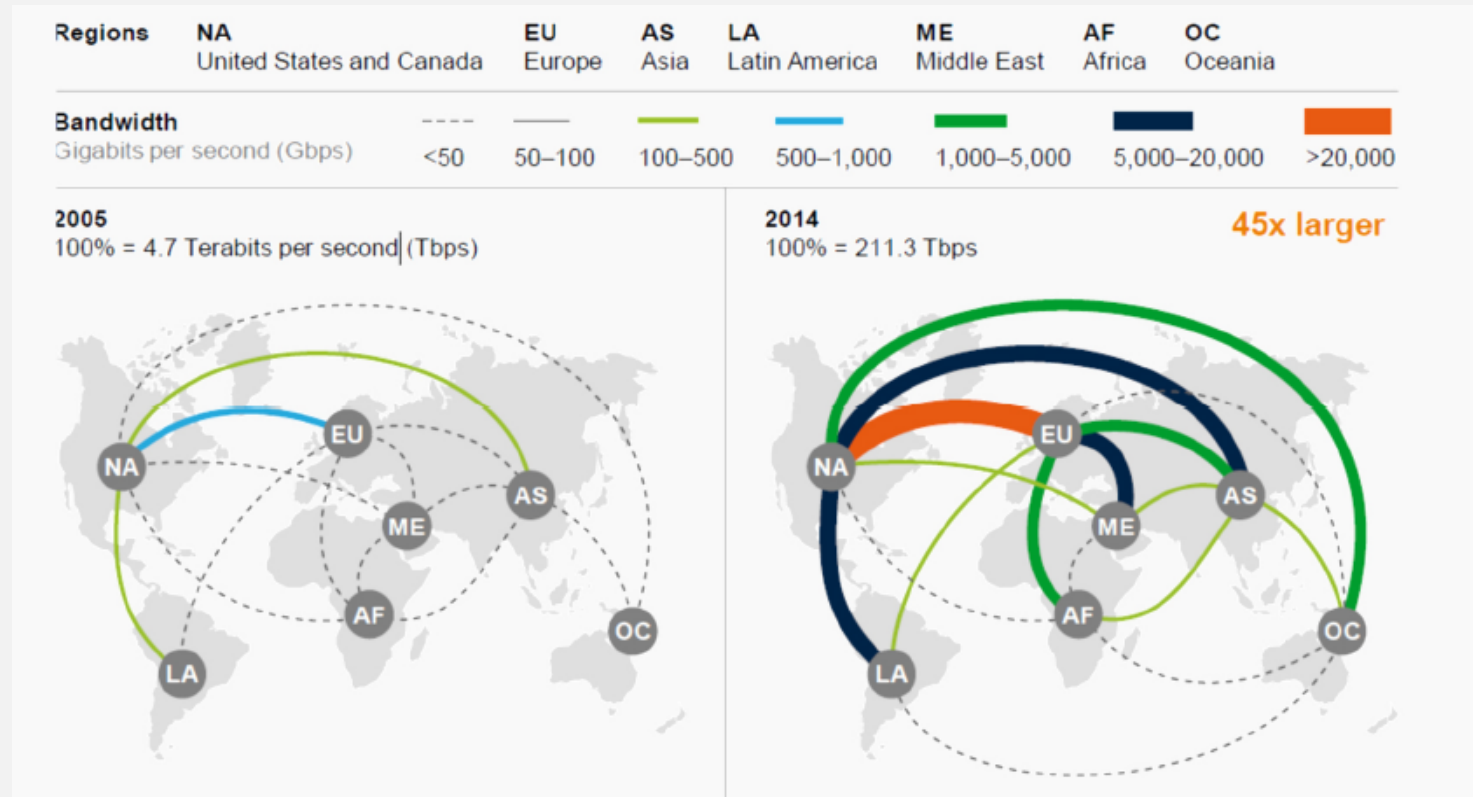 Regions NA EU AS LA ME AF OC
United States and Canada Europe Asia Latin America Middle East Africa Oceania
Bandwidth
Gigabits per second (Gbps) <50 50–100 100–500 500–1,000 1,000–5,000 5,000–20,000 >20,000
2005
100% = 4.7 Terabits per second (Tbps)
EU
NA
AS
ME
AF
OC
LA
2014
45x larger
100% = 211.3 Tbps
EU
NA
AS
ME
AF
OC
LA